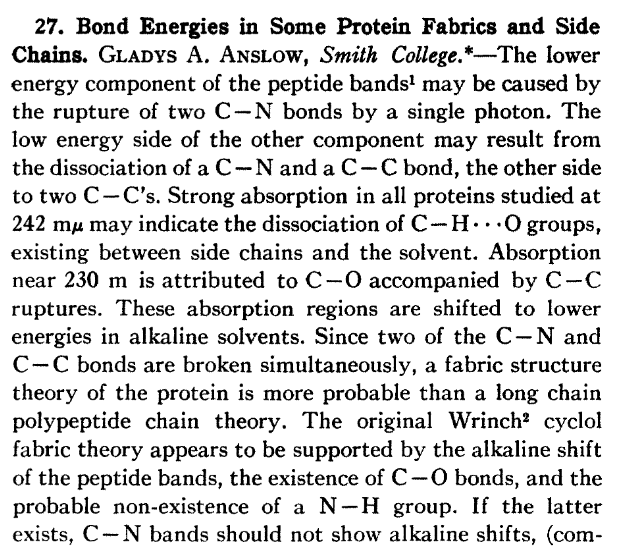 27. Bond Energies in Some Protein Fabrics and Side
Chains. GLADYS A. ANSLOW, Smith College.*—The lower
energy component of the peptide bands¹ may be caused by
the rupture of two C—N bonds by a single photon. The
low energy side of the other component may result from
the dissociation of a C—N and a C—C bond, the other side
to two C—C's. Strong absorption in all proteins studied at
242 mμ may indicate the dissociation of C—H···O groups,
existing between side chains and the solvent. Absorption
near 230 m is attributed to C—O accompanied by C—C
ruptures. These absorption regions are shifted to lower
energies in alkaline solvents. Since two of the C—N and
C—C bonds are broken simultaneously, a fabric structure
theory of the protein is more probable than a long chain
polypeptide chain theory. The original Wrinch² cyclol
fabric theory appears to be supported by the alkaline shift
of the peptide bands, the existence of C—O bonds, and the
probable non-existence of a N—H group. If the latter
exists, C—N bands should not show alkaline shifts, (com-